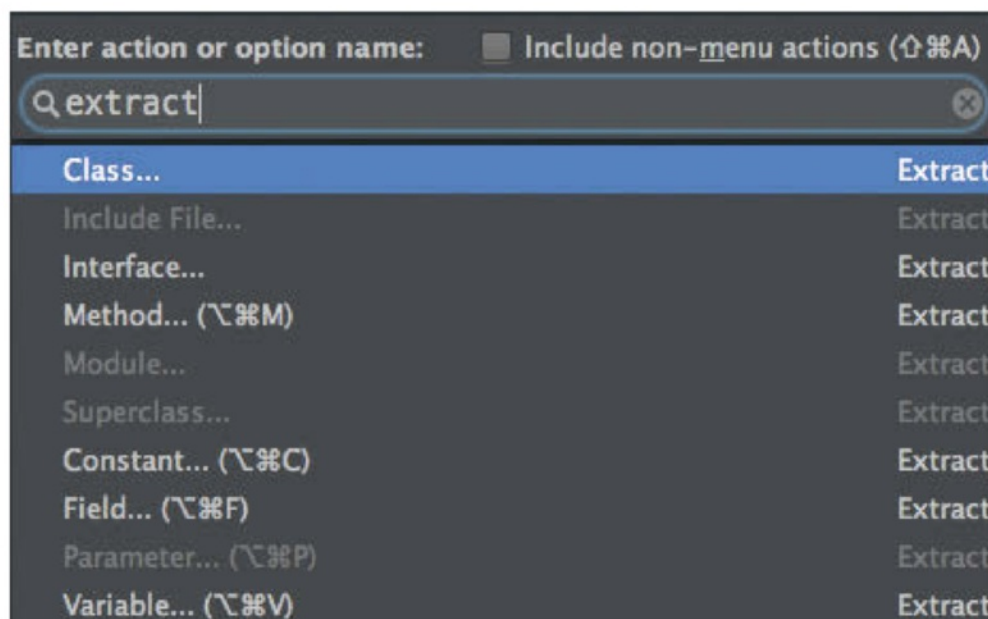 Enter action or option name: Include non-menu actions (⇧⌘A)
extract
Class... Extract
Include File... Extract
Interface... Extract
Method... (⌥⌘M) Extract
Module... Extract
Superclass... Extract
Constant... (⌥⌘C) Extract
Field... (⌥⌘F) Extract
Parameter... (⌥⌘P) Extract
Variable... (⌥⌘V) Extract